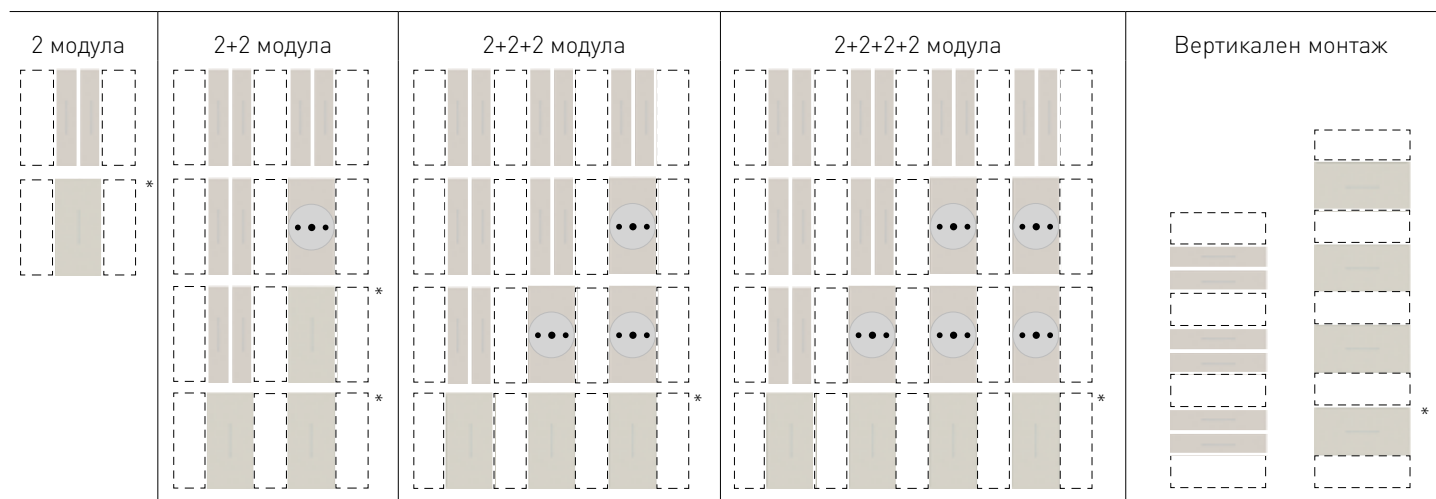 2 модула
2+2 модула
2+2+2 модула
2+2+2+2 модула
Вертикален монтаж
*
*
*
*
*
*